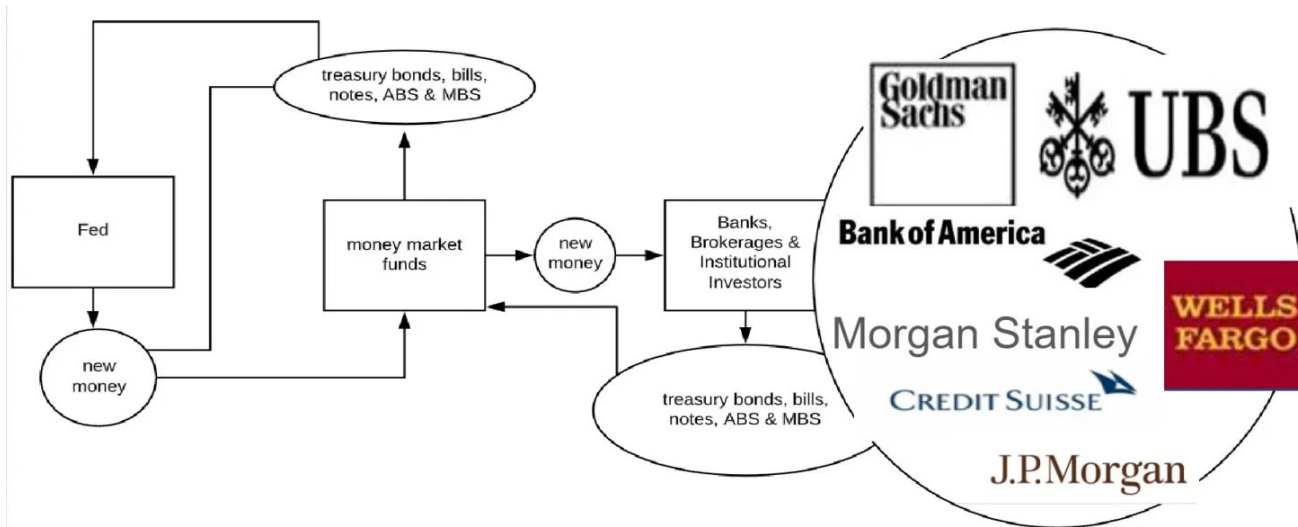 treasury bonds, bills,
notes, ABS & MBS
Fed
new
money
money market
funds
new
money
Banks,
Brokerages &
Institutional
Investors
treasury bonds, bills,
notes, ABS & MBS
Goldman
Sachs
UBS
Bank of America
WELLS
FARGO
Morgan Stanley
CREDIT SUISSE
J.P.Morgan